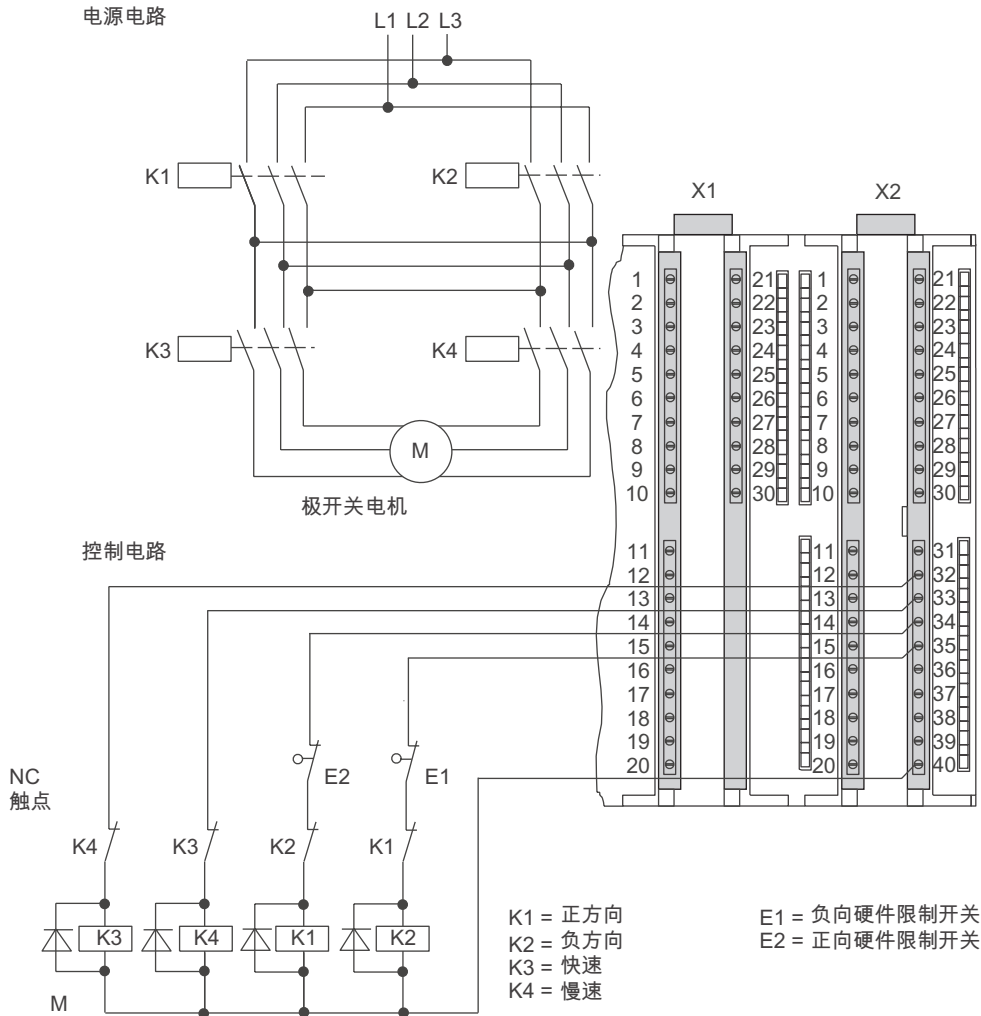 电源电路
L1 L2 L3
K1
K2
K3
K4
M
极开关电机
X1
X2
1 21 1 21
2 22 2 22
3 23 3 23
4 24 4 24
5 25 5 25
6 26 6 26
7 27 7 27
8 28 8 28
9 29 9 29
10 30 10 30
11 11 31
12 12 32
13 13 33
14 14 34
15 15 35
16 16 36
17 17 37
18 18 38
19 19 39
20 20 40
控制电路
NC
触点
E2
E1
K4
K3
K2
K1
K3
K4
K1
K2
M
K1 = 正方向
K2 = 负方向
K3 = 快速
K4 = 慢速
E1 = 负向硬件限制开关
E2 = 正向硬件限制开关